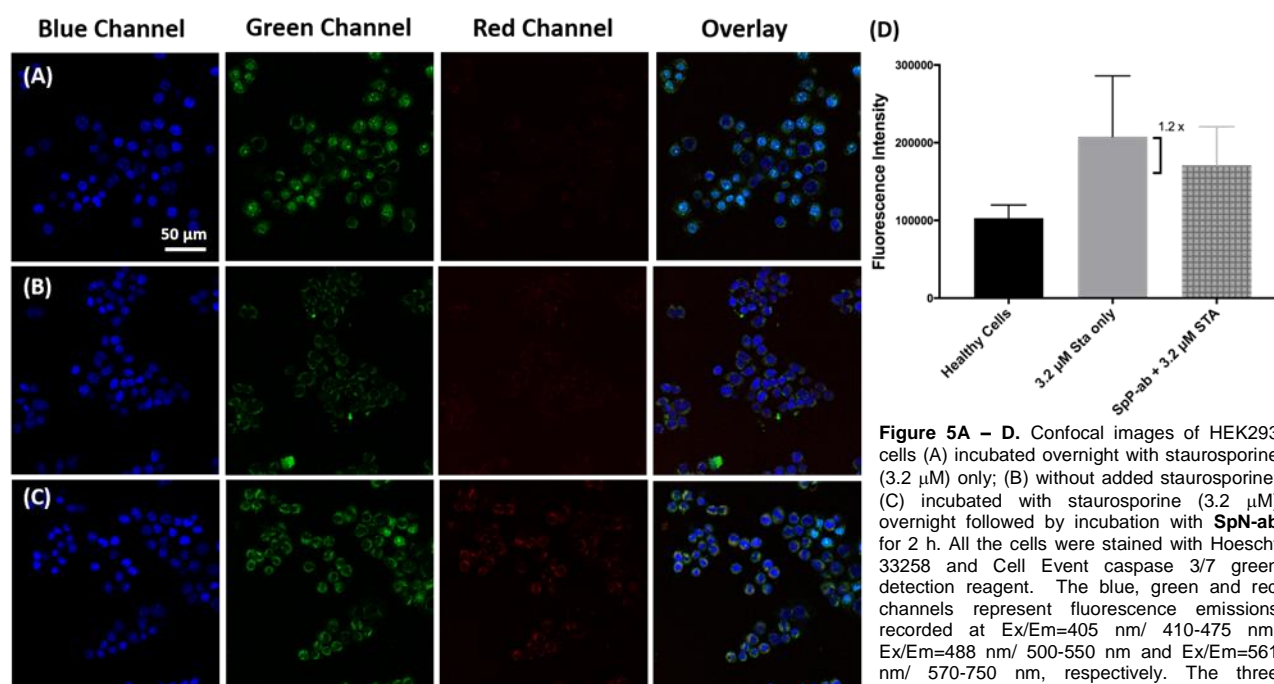 Blue Channel Green Channel Red Channel Overlay (D)
(A)
50 µm
(B)
(C)
300000
200000
100000
0
Fluorescence Intensity
1.2 x
Healthy Cells
3.2 µM Sta only
SpP-ab + 3.2 µM STA
Figure 5A – D. Confocal images of HEK293
cells (A) incubated overnight with staurosporine
(3.2 µM) only; (B) without added staurosporine
(C) incubated with staurosporine (3.2 µM)
overnight followed by incubation with SpN-ab
for 2 h. All the cells were stained with Hoescht
33258 and Cell Event caspase 3/7 green
detection reagent. The blue, green and red
channels represent fluorescence emissions
recorded at Ex/Em=405 nm/ 410-475 nm
Ex/Em=488 nm/ 500-550 nm and Ex/Em=561
nm/ 570-750 nm, respectively. The three